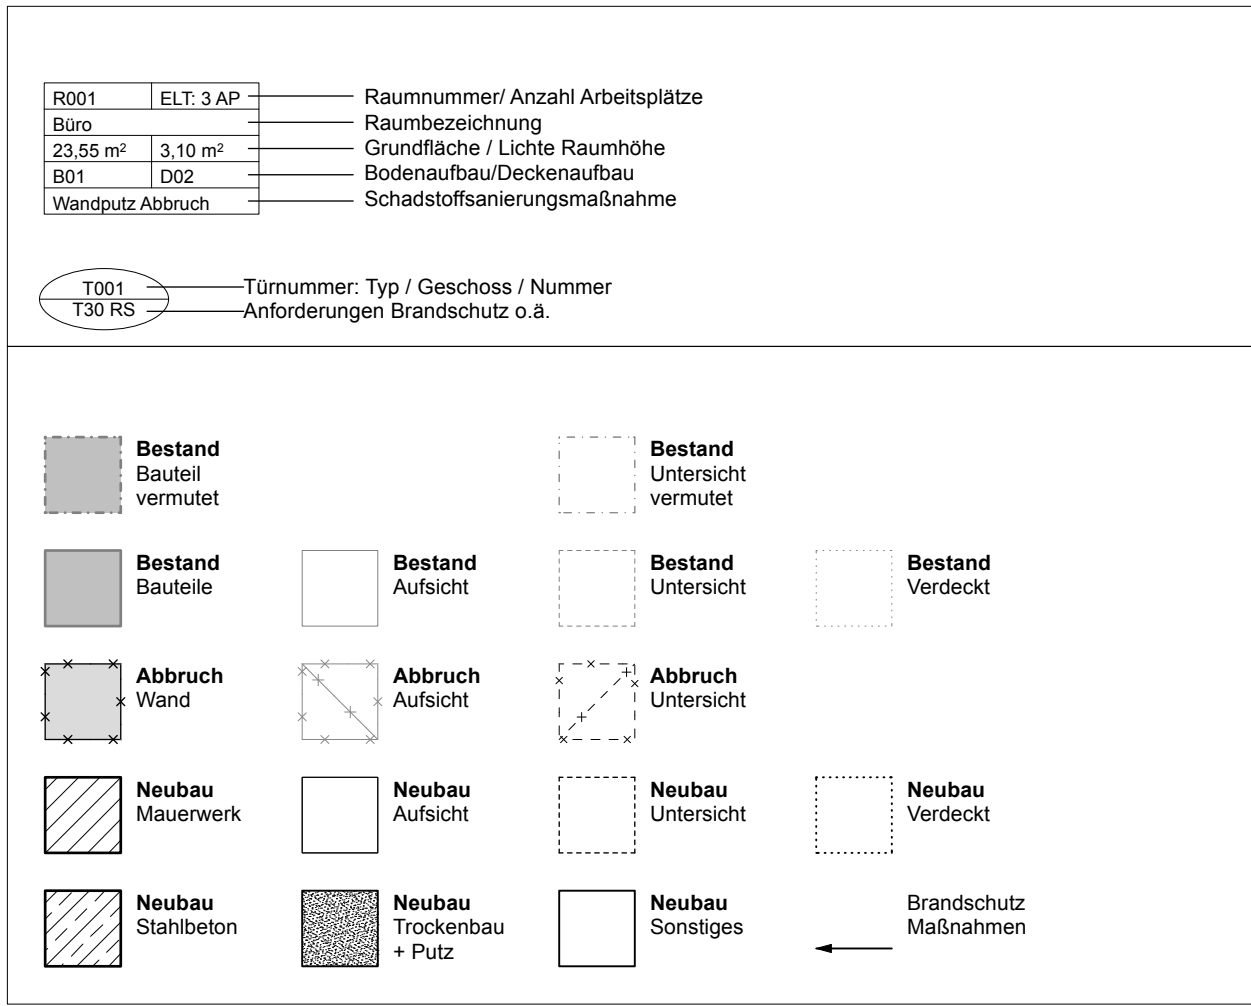 R001 ELT: 3 AP Raumnummer/ Anzahl Arbeitsplätze
Büro Raumbezeichnung
23,55 m² 3,10 m² Grundfläche / Lichte Raumhöhe
B01 D02 Bodenaufbau/Deckenaufbau
Wandputz Abbruch Schadstoffsanierungsmaßnahme
T001 Türnummer: Typ / Geschoss / Nummer
T30 RS Anforderungen Brandschutz o.ä.
Bestand
Bauteil
vermutet
Bestand
Untersicht
vermutet
Bestand
Bauteile
Bestand
Aufsicht
Bestand
Untersicht
Bestand
Verdeckt
Abbruch
Wand
Abbruch
Aufsicht
Abbruch
Untersicht
Neubau
Mauerwerk
Neubau
Aufsicht
Neubau
Untersicht
Neubau
Verdeckt
Neubau
Stahlbeton
Neubau
Trockenbau
+ Putz
Neubau
Sonstiges
Brandschutz
Maßnahmen